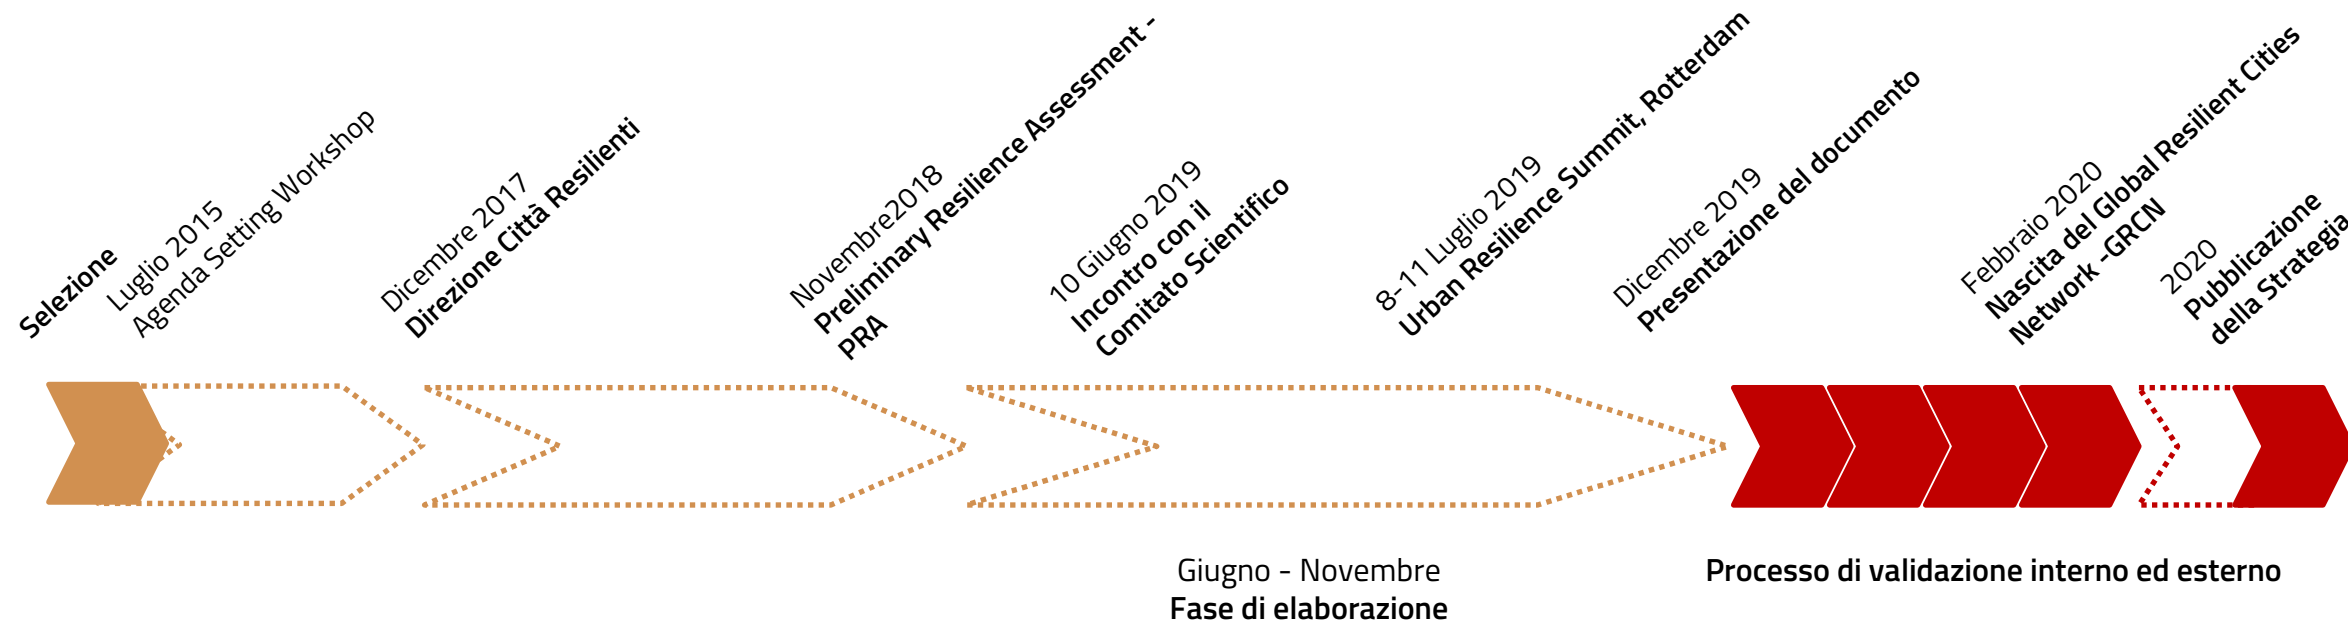 Selezione
Luglio 2015
Agenda Setting Workshop
Dicembre 2017
Direzione Città Resilienti
Novembre2018
Preliminary Resilience Assessment -
PRA
10 Giugno 2019
Incontro con il
Comitato Scientifico
8-11 Luglio 2019
Urban Resilience Summit, Rotterdam
Dicembre 2019
Presentazione del documento
Febbraio 2020
Nascita del Global Resilient Cities
Network -GRCN
2020
Pubblicazione
della Strategia
Giugno - Novembre
Fase di elaborazione
Processo di validazione interno ed esterno